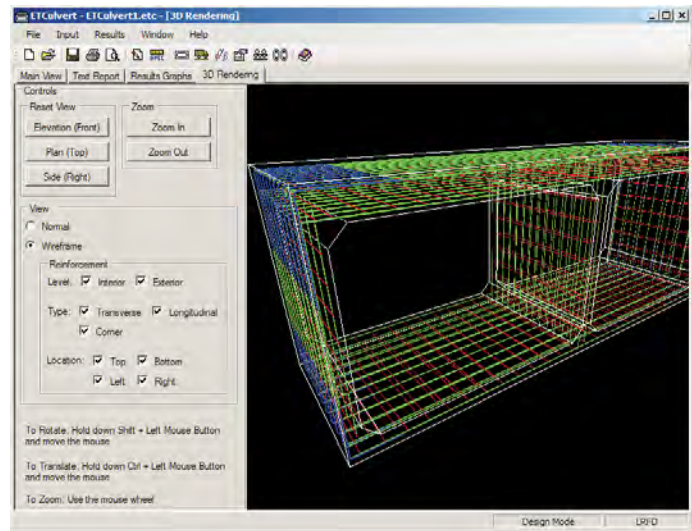 ETCulvert - ETCulvert1.etc - [3D Rendering]
File Input Results Window Help
Main View Text Report Results Graphs 3D Rendering
Controls
Reset View Zoom
Elevation (Front) Zoom In
Plan (Top) Zoom Out
Side (Right)
View
Normal
Wireframe
Reinforcement
Level: Interior Exterior
Type: Transverse Longitudinal
Corner
Location: Top Bottom
Left Right
To Rotate: Hold down Shift + Left Mouse Button
and move the mouse
To Translate: Hold down Ctrl + Left Mouse Button
and move the mouse
To Zoom: Use the mouse wheel
Design Mode LRFD